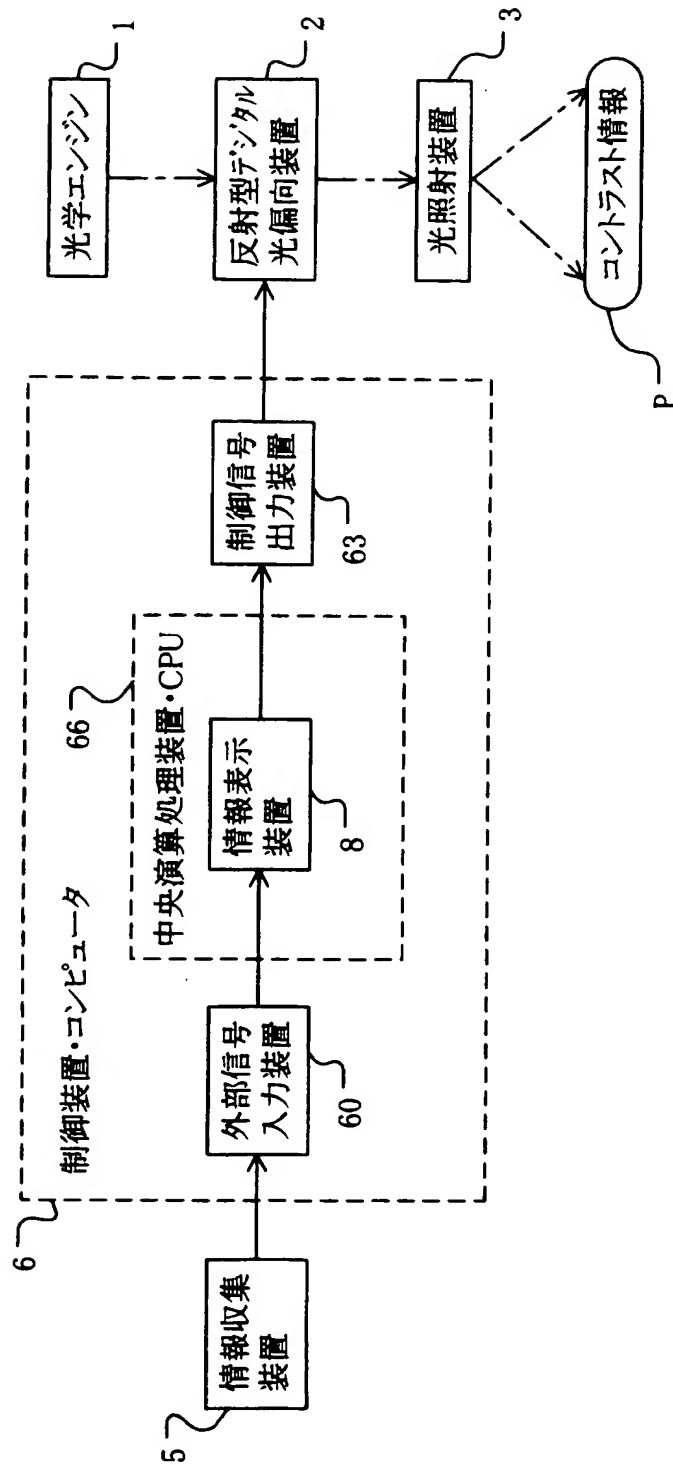 光学エンジン
1
反射型デジタル
光偏向装置
2
光照射装置
3
コントラスト情報
P
6
制御装置・コンピュータ
66
中央演算処理装置・CPU
情報収集
装置
5
外部信号
入力装置
60
情報表示
装置
8
制御信号
出力装置
63